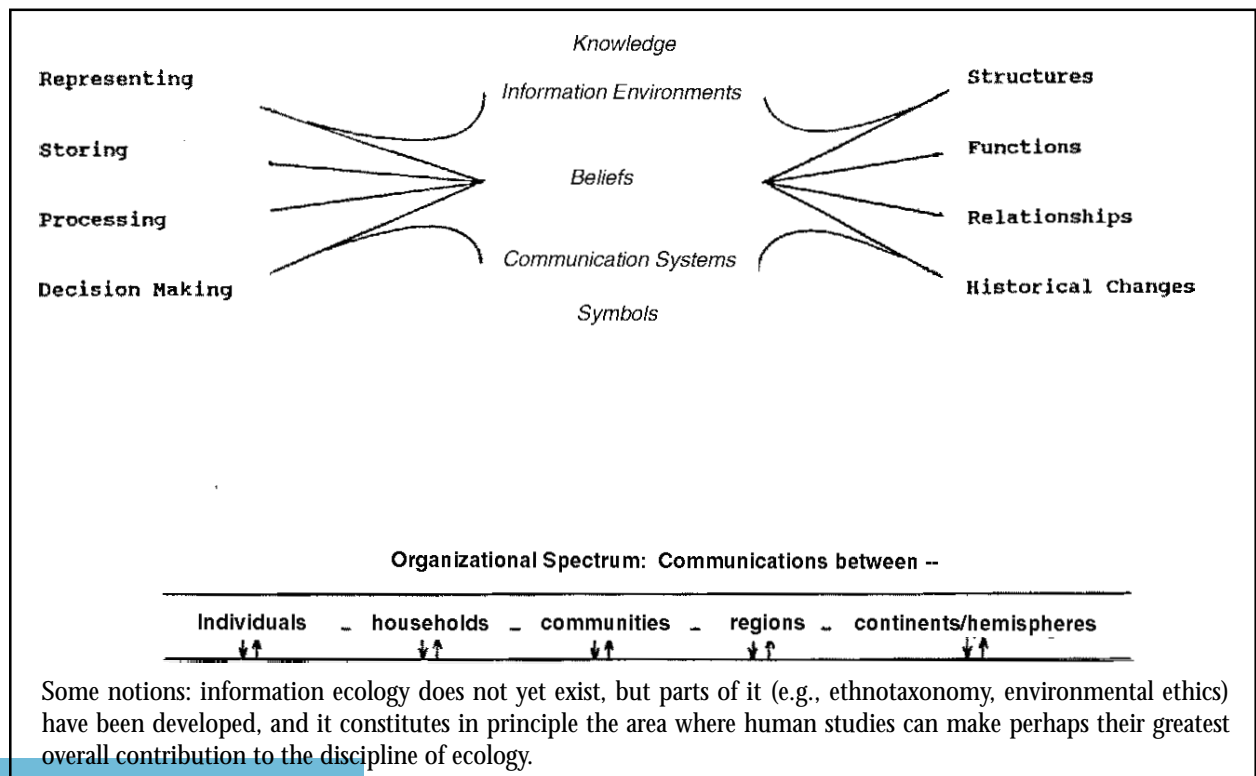 Knowledge
Representing
Information Environments
Structures
Storing
Functions
Beliefs
Processing
Relationships
Communication Systems
Decision Making
Historical Changes
Symbols
Organizational Spectrum: Communications between --
Individuals - households - communities - regions - continents/hemispheres
Some notions: information ecology does not yet exist, but parts of it (e.g., ethnotaxonomy, environmental ethics)
have been developed, and it constitutes in principle the area where human studies can make perhaps their greatest
overall contribution to the discipline of ecology.